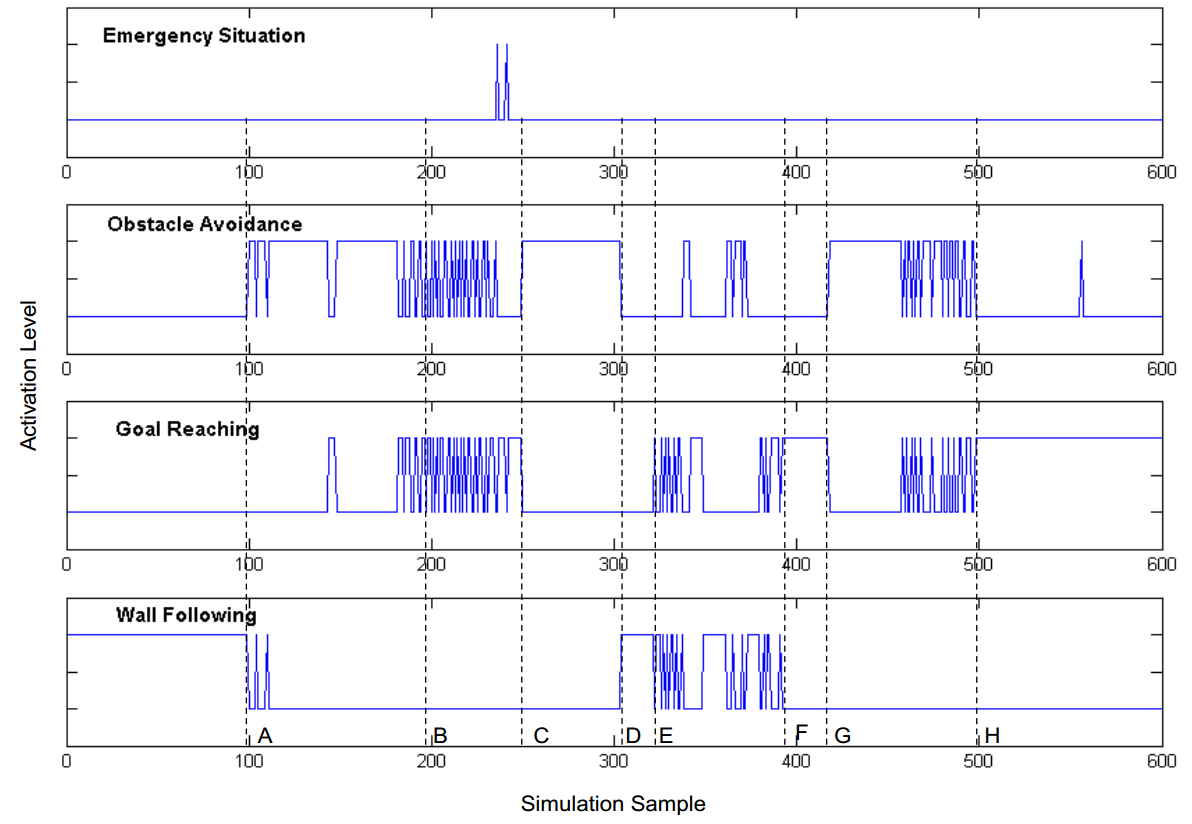 Emergency Situation
0 100 200 300 400 500 600
Obstacle Avoidance
0 100 200 300 400 500 600
Activation Level
Goal Reaching
0 100 200 300 400 500 600
Wall Following
A B C D E F G H
0 100 200 300 400 500 600
Simulation Sample